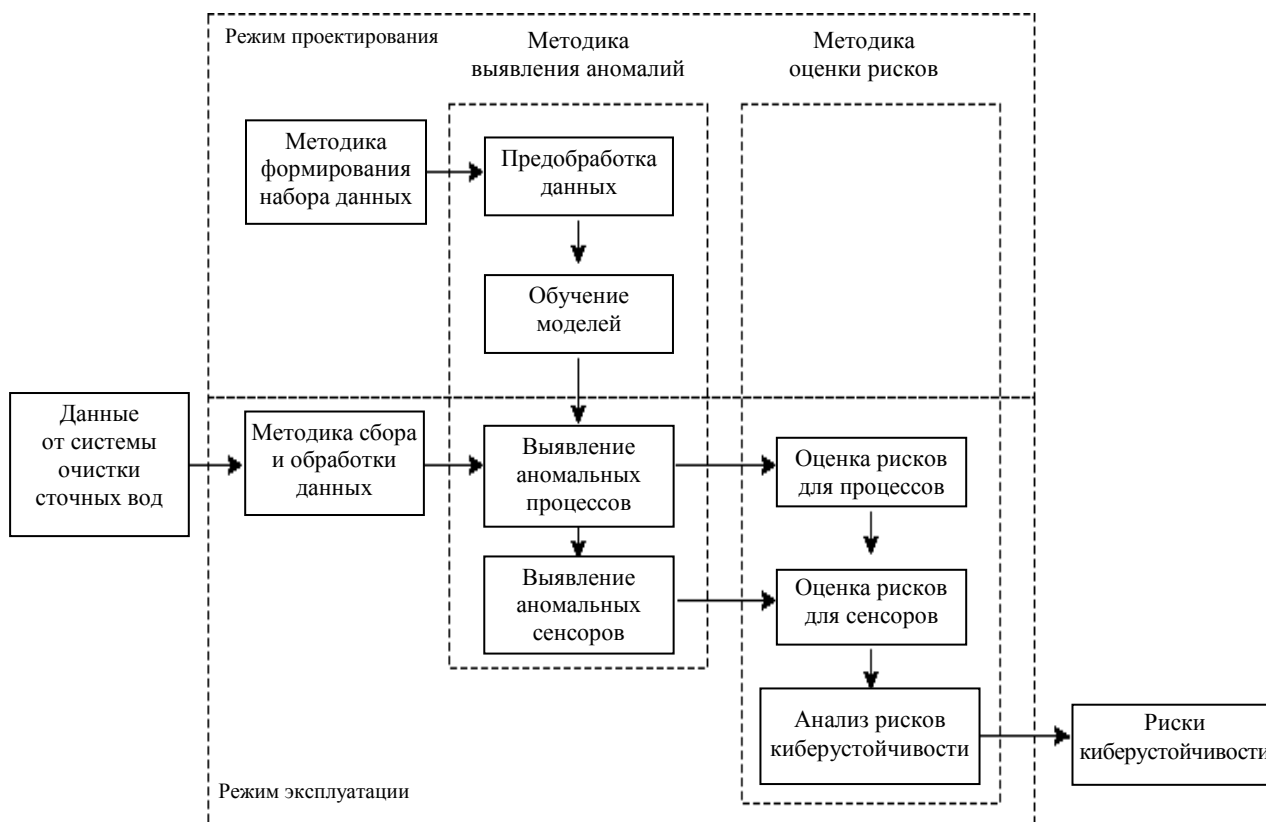 Режим проектирования
Методика
выявления аномалий
Методика
оценки рисков
Методика
формирования
набора данных
Предобработка
данных
Обучение
моделей
Данные
от системы
очистки
сточных вод
Методика сбора
и обработки
данных
Выявление
аномальных
процессов
Оценка рисков
для процессов
Выявление
аномальных
сенсоров
Оценка рисков
для сенсоров
Анализ рисков
киберустойчивости
Риски
киберустойчивости
Режим эксплуатации